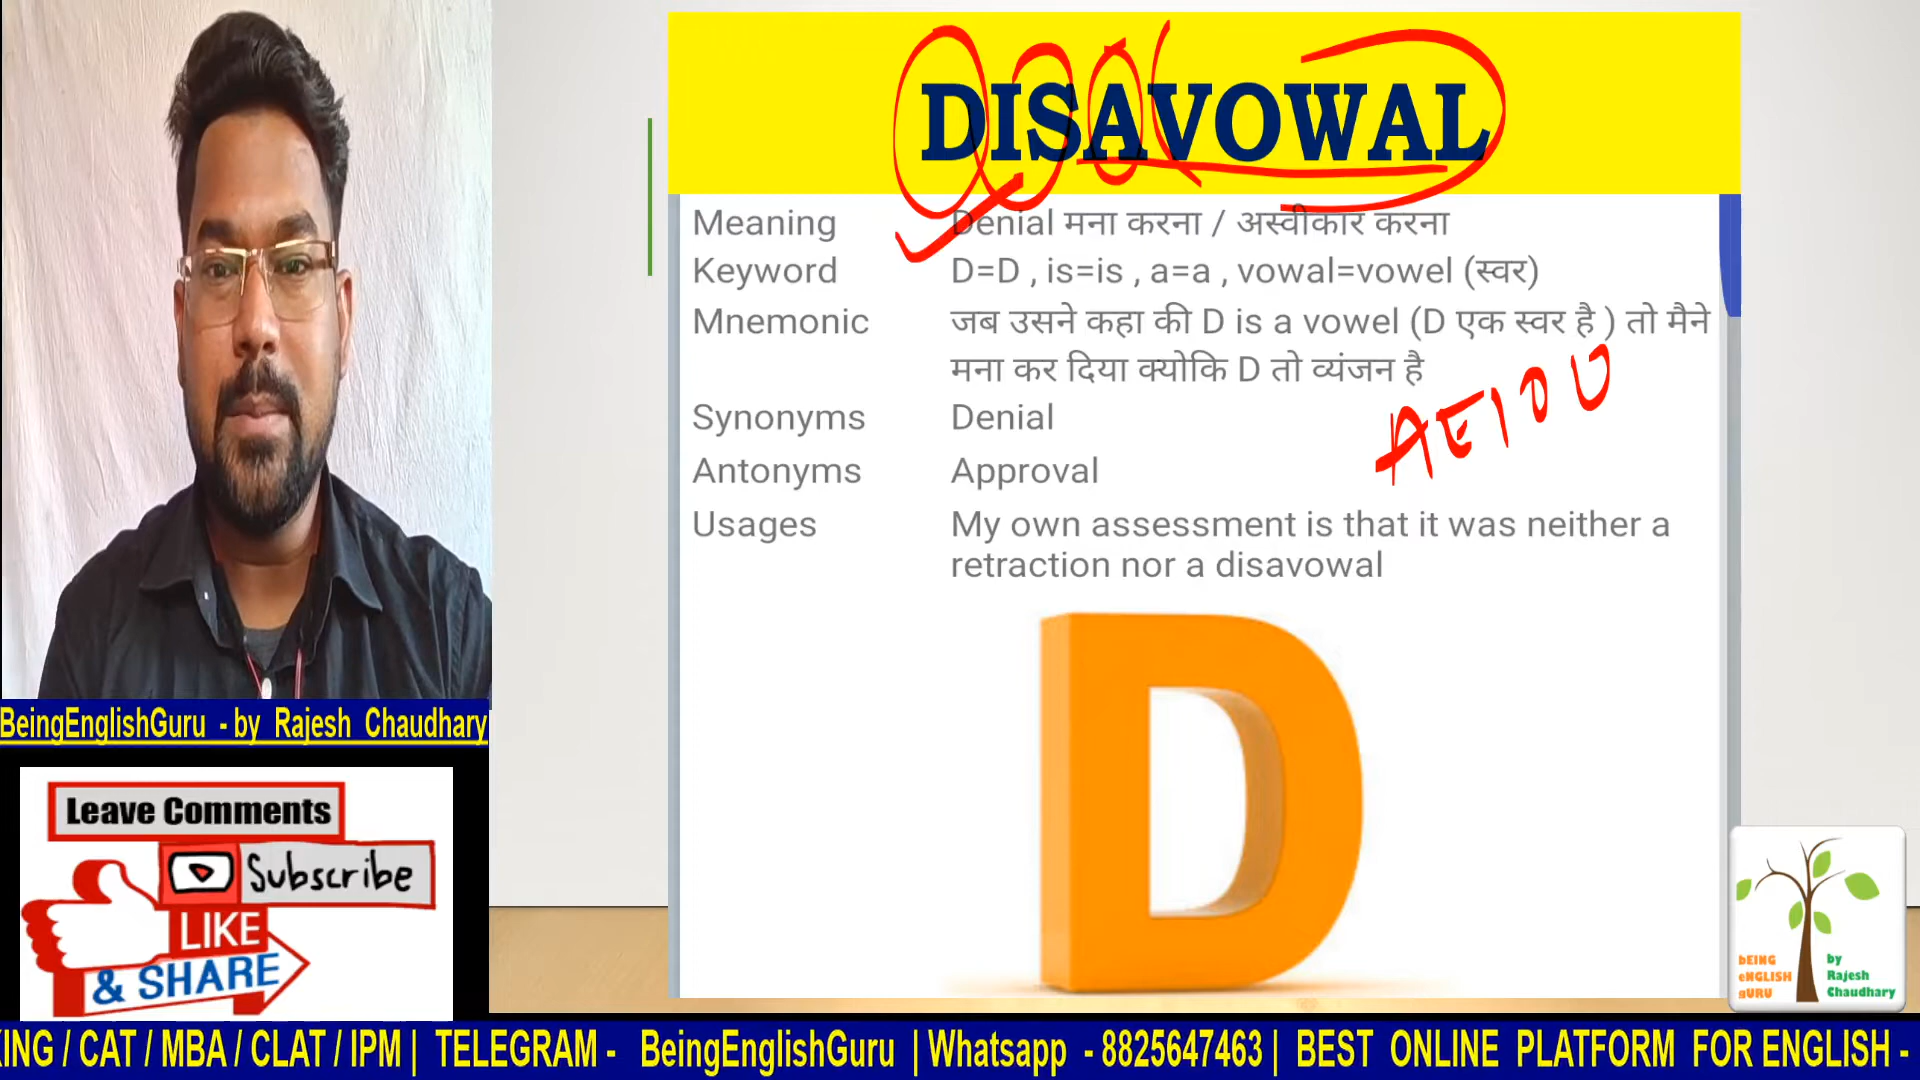 DISAVOWAL
Meaning Denial मना करना / अस्वीकार करना
Keyword D=D , is=is , a=a , vowal=vowel (स्वर)
Mnemonic जब उसने कहा की D is a vowel (D एक स्वर है ) तो मैने
मना कर दिया क्योकि D तो व्यंजन है
AEIOU
Synonyms Denial
Antonyms Approval
Usages My own assessment is that it was neither a
retraction nor a disavowal
D
BeingEnglishGuru - by Rajesh Chaudhary
Leave Comments
Subscribe
LIKE
& SHARE
bEING
eNGLISH
gURU
by
Rajesh
Chaudhary
KING / CAT / MBA / CLAT / IPM | TELEGRAM - BeingEnglishGuru | Whatsapp - 8825647463 | BEST ONLINE PLATFORM FOR ENGLISH -